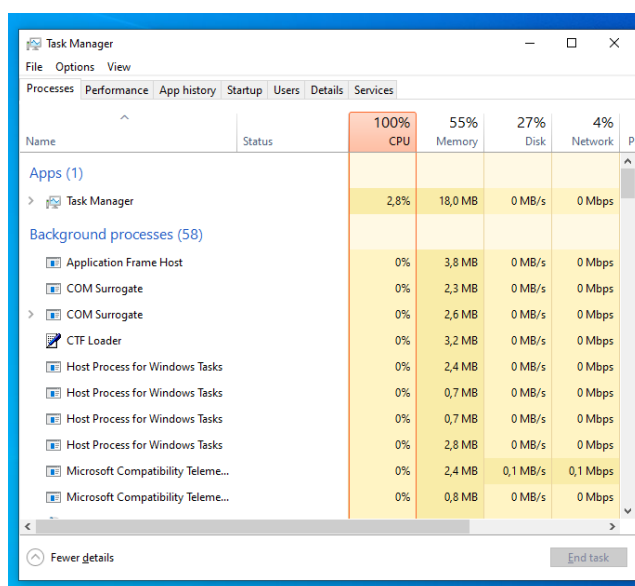 Task Manager
File Options View
Processes Performance App history Startup Users Details Services
100% 55% 27% 4%
Name Status CPU Memory Disk Network P
Apps (1)
Task Manager 2,8% 18,0 MB 0 MB/s 0 Mbps
Background processes (58)
Application Frame Host 0% 3,8 MB 0 MB/s 0 Mbps
COM Surrogate 0% 2,3 MB 0 MB/s 0 Mbps
COM Surrogate 0% 2,6 MB 0 MB/s 0 Mbps
CTF Loader 0% 3,2 MB 0 MB/s 0 Mbps
Host Process for Windows Tasks 0% 2,4 MB 0 MB/s 0 Mbps
Host Process for Windows Tasks 0% 0,7 MB 0 MB/s 0 Mbps
Host Process for Windows Tasks 0% 0,7 MB 0 MB/s 0 Mbps
Host Process for Windows Tasks 0% 2,8 MB 0 MB/s 0 Mbps
Microsoft Compatibility Teleme... 0% 2,4 MB 0,1 MB/s 0,1 Mbps
Microsoft Compatibility Teleme... 0% 0,8 MB 0 MB/s 0 Mbps
Fewer details End task